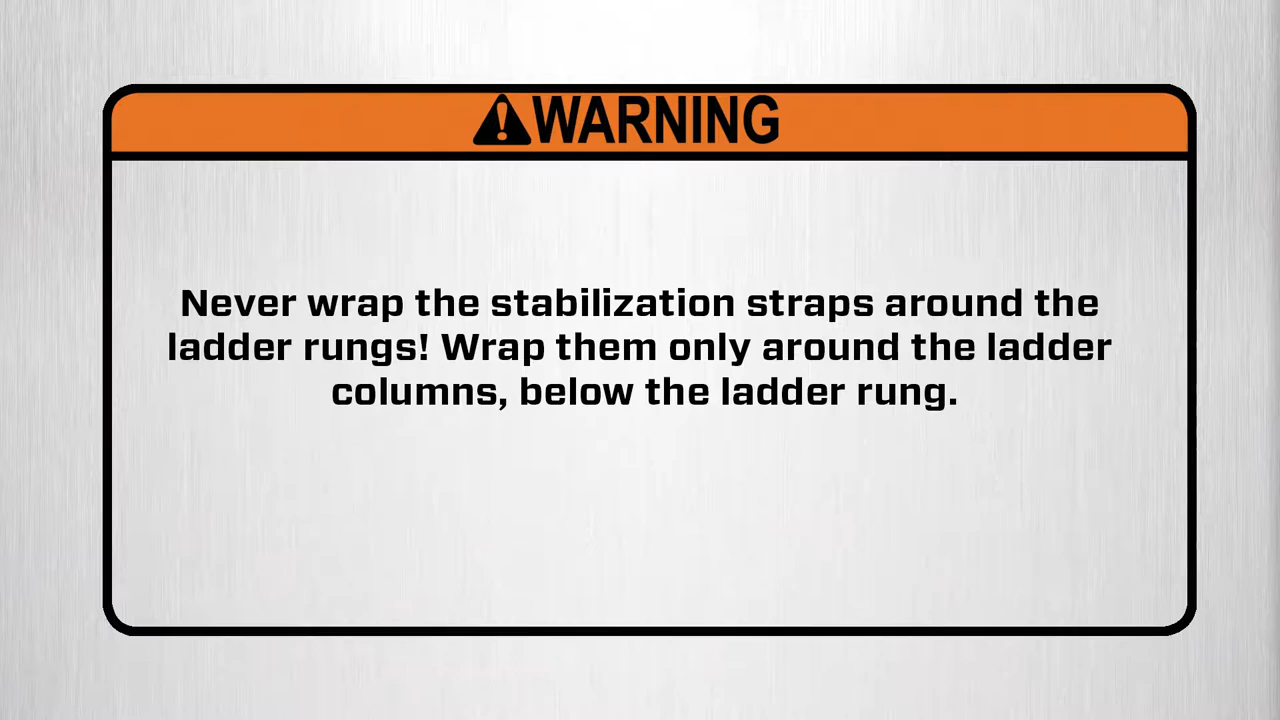 WARNING
Never wrap the stabilization straps around the
ladder rungs! Wrap them only around the ladder
columns, below the ladder rung.